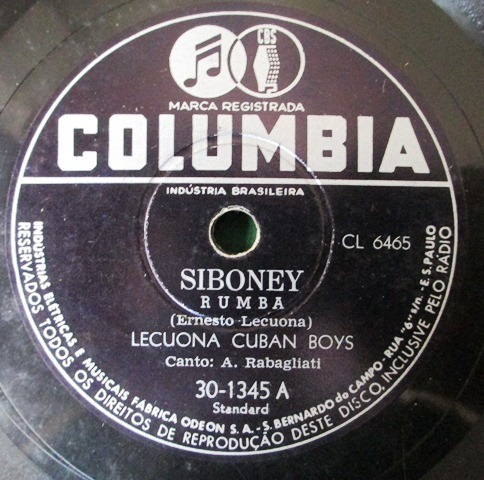 CBS
MARCA REGISTRADA
COLUMBIA
INDÚSTRIA BRASILEIRA
CL 6465
SIBONEY
RUMBA
(Ernesto Lecuona)
LECUONA CUBAN BOYS
Canto: A. Rabagliati
30-1345 A
Standard
INDÚSTRIAS ELÉTRICAS E MUSICAIS FÁBRICA ODEON S. A. - S. BERNARDO do CAMPO - RUA "6" s/n. - E. S. PAULO
RESERVADOS TODOS OS DIREITOS DE REPRODUÇÃO DESTE DISCO, INCLUSIVE PELO RÁDIO